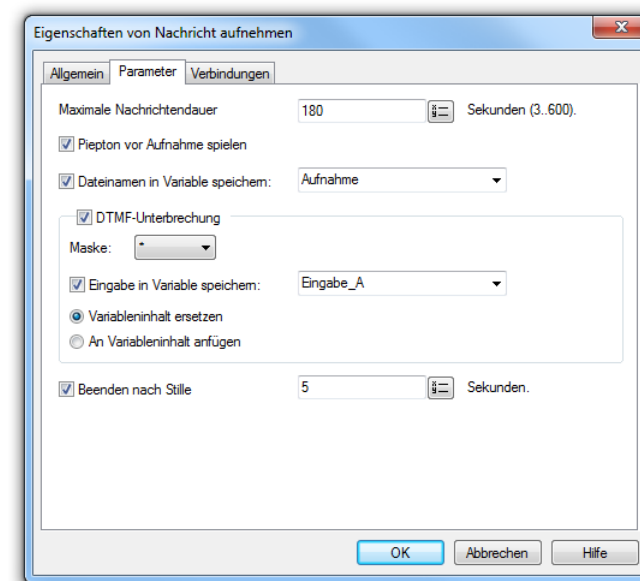 Eigenschaften von Nachricht aufnehmen
Allgemein Parameter Verbindungen
Maximale Nachrichtendauer 180 Sekunden (3..600).
Piepton vor Aufnahme spielen
Dateinamen in Variable speichern: Aufnahme
DTMF-Unterbrechung
Maske: *
Eingabe in Variable speichern: Eingabe_A
Variableninhalt ersetzen
An Variableninhalt anfügen
Beenden nach Stille 5 Sekunden.
OK Abbrechen Hilfe